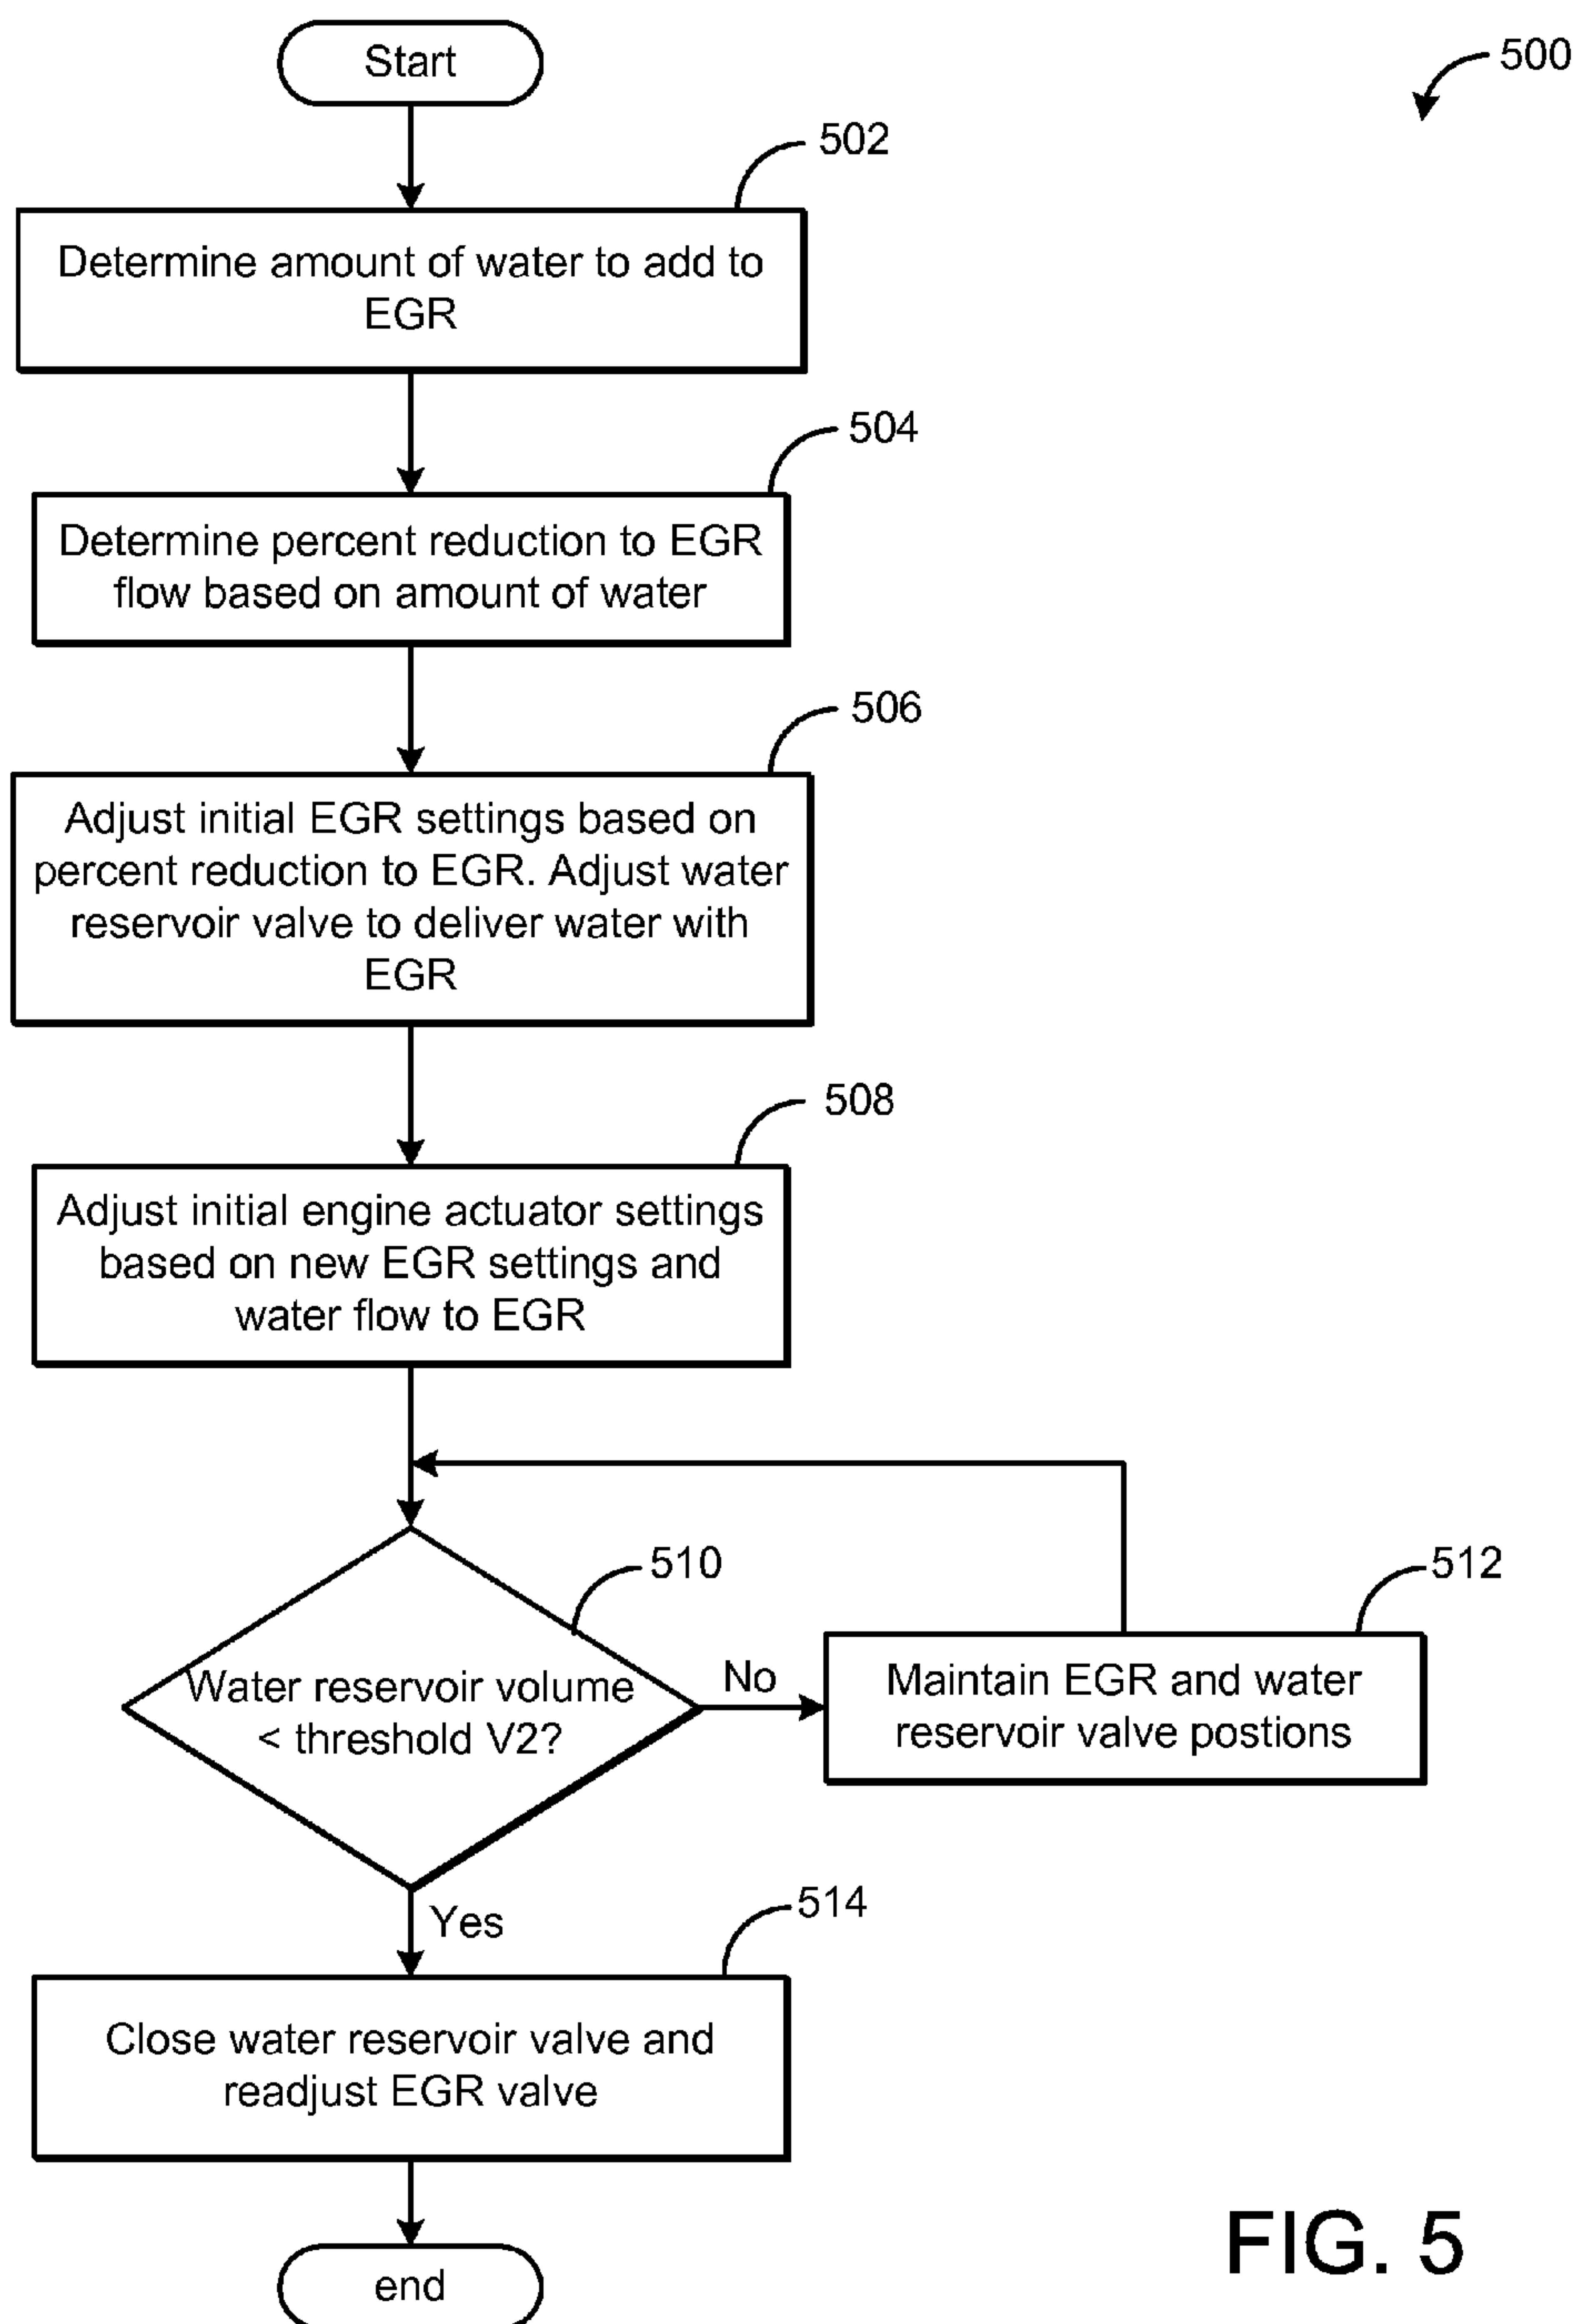 Start
500
502
Determine amount of water to add to
EGR
504
Determine percent reduction to EGR
flow based on amount of water
506
Adjust initial EGR settings based on
percent reduction to EGR. Adjust water
reservoir valve to deliver water with
EGR
508
Adjust initial engine actuator settings
based on new EGR settings and
water flow to EGR
510
Water reservoir volume
< threshold V2?
No
512
Maintain EGR and water
reservoir valve postions
Yes
514
Close water reservoir valve and
readjust EGR valve
end
FIG. 5